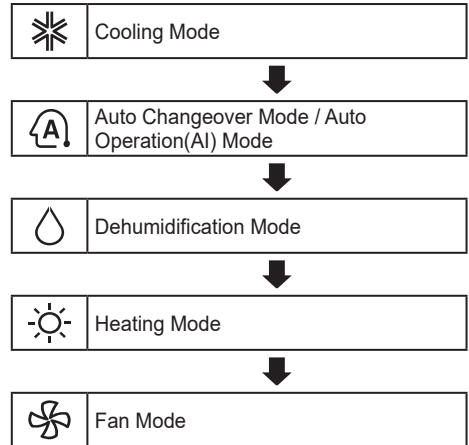 Cooling Mode
A
Auto Changeover Mode / Auto
Operation(AI) Mode
Dehumidification Mode
Heating Mode
Fan Mode